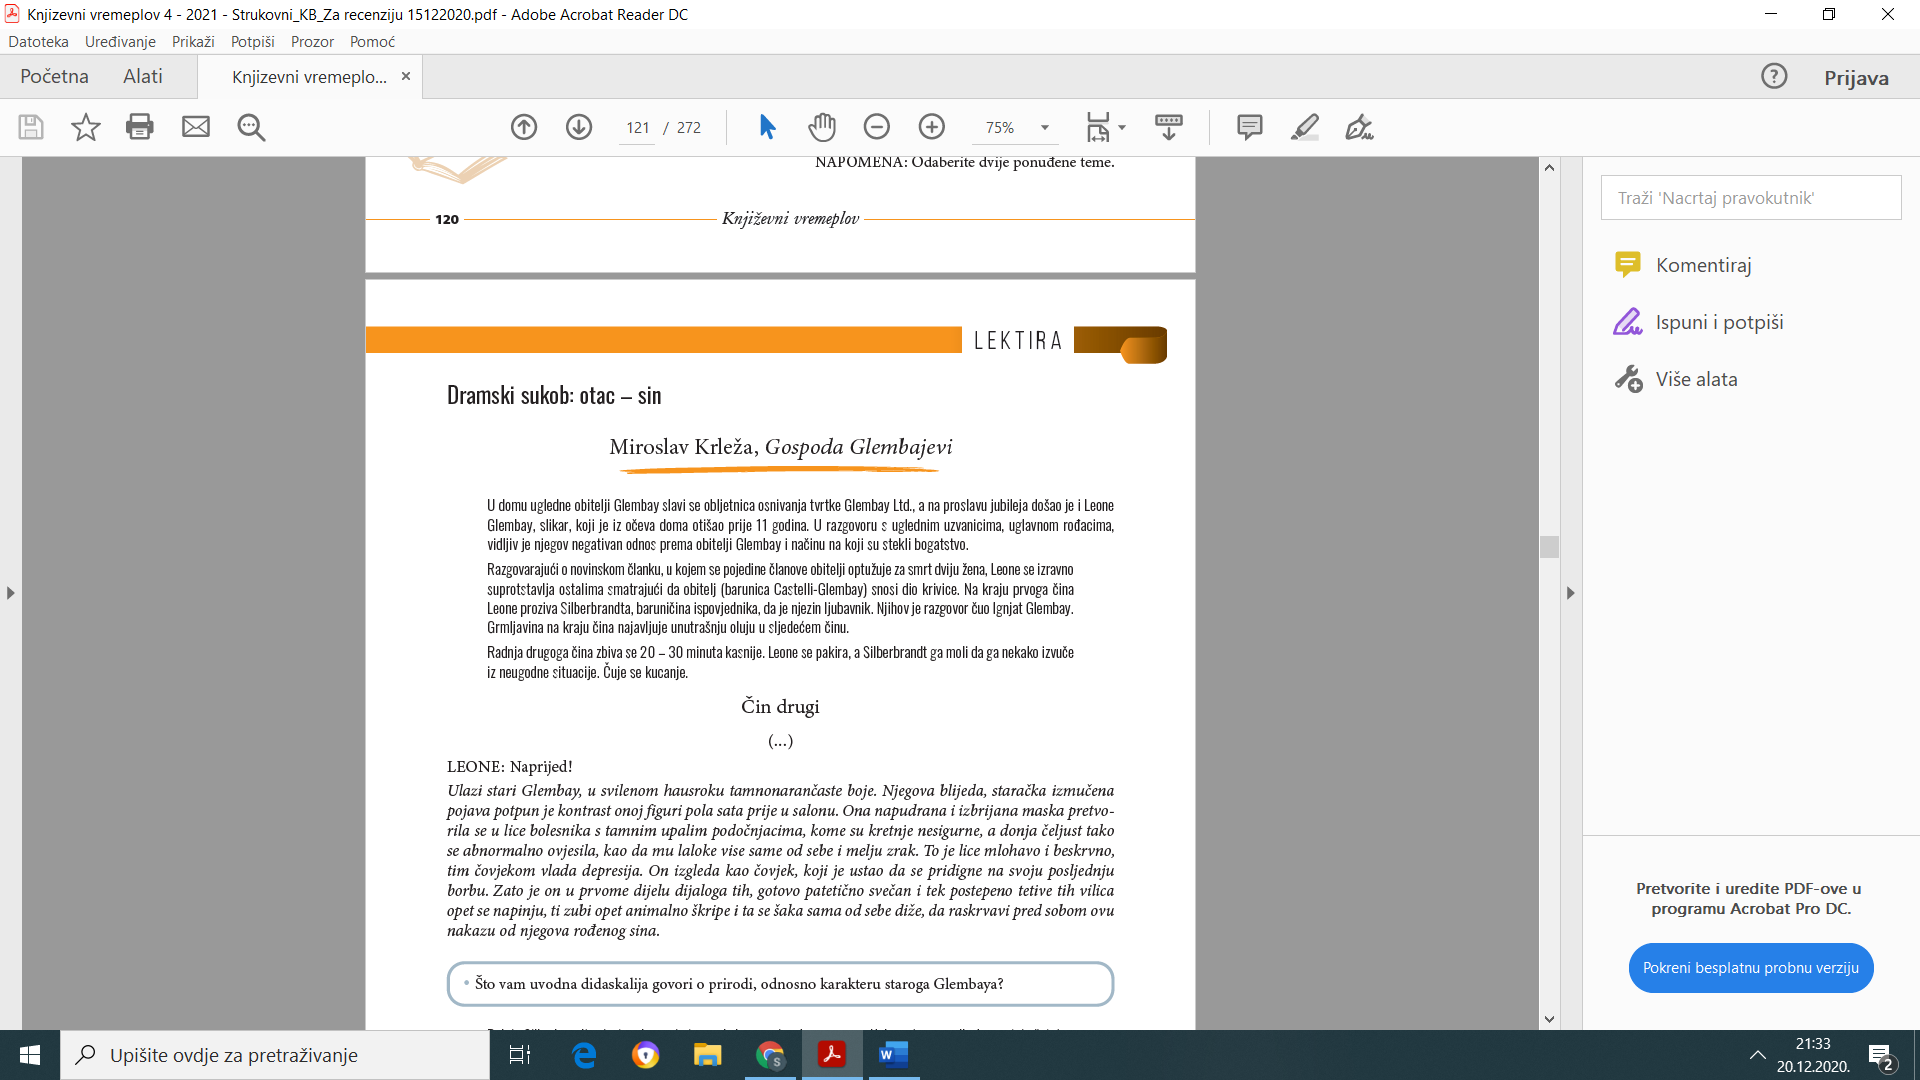 Knjizevni vremeplov 4 - 2021 - Strukovni_KB_Za recenziju 15122020.pdf - Adobe Acrobat Reader DC
Datoteka Uređivanje Prikaži Potpiši Prozor Pomoć
Početna Alati Knjizevni vremeplo... Prijava
121 / 272 75%
NAPOMENA: Odaberite dvije ponuđene teme.
120 Književni vremeplov
LEKTIRA
Dramski sukob: otac – sin
Miroslav Krleža, Gospoda Glembajevi
U domu ugledne obitelji Glembay slavi se obljetnica osnivanja tvrtke Glembay Ltd., a na proslavu jubileja došao je i Leone
Glembay, slikar, koji je iz očeva doma otišao prije 11 godina. U razgovoru s uglednim uzvanicima, uglavnom rođacima,
vidljiv je njegov negativan odnos prema obitelji Glembay i načinu na koji su stekli bogatstvo.
Razgovarajući o novinskom članku, u kojem se pojedine članove obitelji optužuje za smrt dviju žena, Leone se izravno
suprotstavlja ostalima smatrajući da obitelj (barunica Castelli-Glembay) snosi dio krivice. Na kraju prvoga čina
Leone proziva Silberbrandta, baruničina ispovjednika, da je njezin ljubavnik. Njihov je razgovor čuo Ignjat Glembay.
Grmljavina na kraju čina najavljuje unutrašnju oluju u sljedećem činu.
Radnja drugoga čina zbiva se 20 – 30 minuta kasnije. Leone se pakira, a Silberbrandt ga moli da ga nekako izvuče
iz neugodne situacije. Čuje se kucanje.
Čin drugi
(...)
LEONE: Naprijed!
Ulazi stari Glembay, u svilenom hausroku tamnonarančaste boje. Njegova blijeda, staračka izmučena
pojava potpun je kontrast onoj figuri pola sata prije u salonu. Ona napudrana i izbrijana maska pretvo-
rila se u lice bolesnika s tamnim upalim podočnjacima, kome su kretnje nesigurne, a donja čeljust tako
se abnormalno ovjesila, kao da mu laloke vise same od sebe i melju zrak. To je lice mlohavo i beskrvno,
tim čovjekom vlada depresija. On izgleda kao čovjek, koji je ustao da se pridigne na svoju posljednju
borbu. Zato je on u prvome dijelu dijaloga tih, gotovo patetično svečan i tek postepeno tetive tih vilica
opet se napinju, ti zubi opet animalno škripe i ta se šaka sama od sebe diže, da raskrvavi pred sobom ovu
nakazu od njegova rođenog sina.
• Što vam uvodna didaskalija govori o prirodi, odnosno karakteru staroga Glembaya?
Traži 'Nacrtaj pravokutnik'
Komentiraj
Ispuni i potpiši
Više alata
Pretvorite i uredite PDF-ove u
programu Acrobat Pro DC.
Pokreni besplatnu probnu verziju
Upišite ovdje za pretraživanje
21:33
20.12.2020.
2